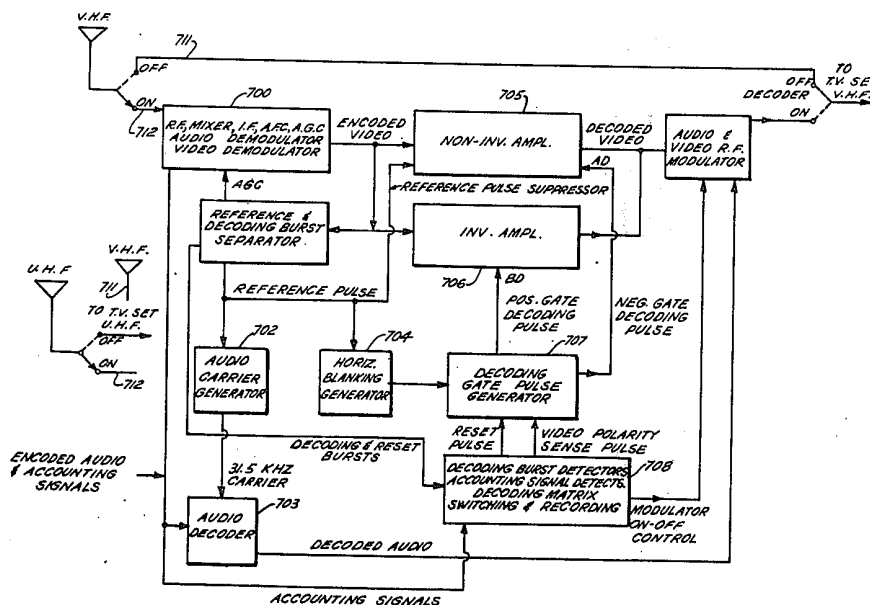 V.H.F.
711
OFF
ON
712
700
R.F., MIXER, I.F., A.F.C., A.G.C.
AUDIO DEMODULATOR
VIDEO DEMODULATOR
ENCODED
VIDEO
705
NON-INV. AMPL.
DECODED
VIDEO
AD
OFF
DECODER
ON
TO
T.V. SET
V.H.F.
AUDIO &
VIDEO R.F.
MODULATOR
AGC
REFERENCE PULSE SUPPRESSOR
REFERENCE &
DECODING BURST
SEPARATOR
INV. AMPL.
706
BD
POS. GATE
DECODING
PULSE
NEG. GATE
DECODING
PULSE
U.H.F
V.H.F.
711
TO T.V. SET
U.H.F.
OFF
ON
712
REFERENCE PULSE
702
AUDIO
CARRIER
GENERATOR
704
HORIZ.
BLANKING
GENERATOR
707
DECODING
GATE PULSE
GENERATOR
RESET
PULSE
VIDEO POLARITY
SENSE PULSE
DECODING & RESET
BURSTS
ENCODED AUDIO
& ACCOUNTING
SIGNALS
31.5 KHZ
CARRIER
708
DECODING BURST DETECTORS
ACCOUNTING SIGNAL DETECTS.
DECODING MATRIX
SWITCHING & RECORDING
MODULATOR
ON-OFF
CONTROL
703
AUDIO
DECODER
DECODED AUDIO
ACCOUNTING SIGNALS